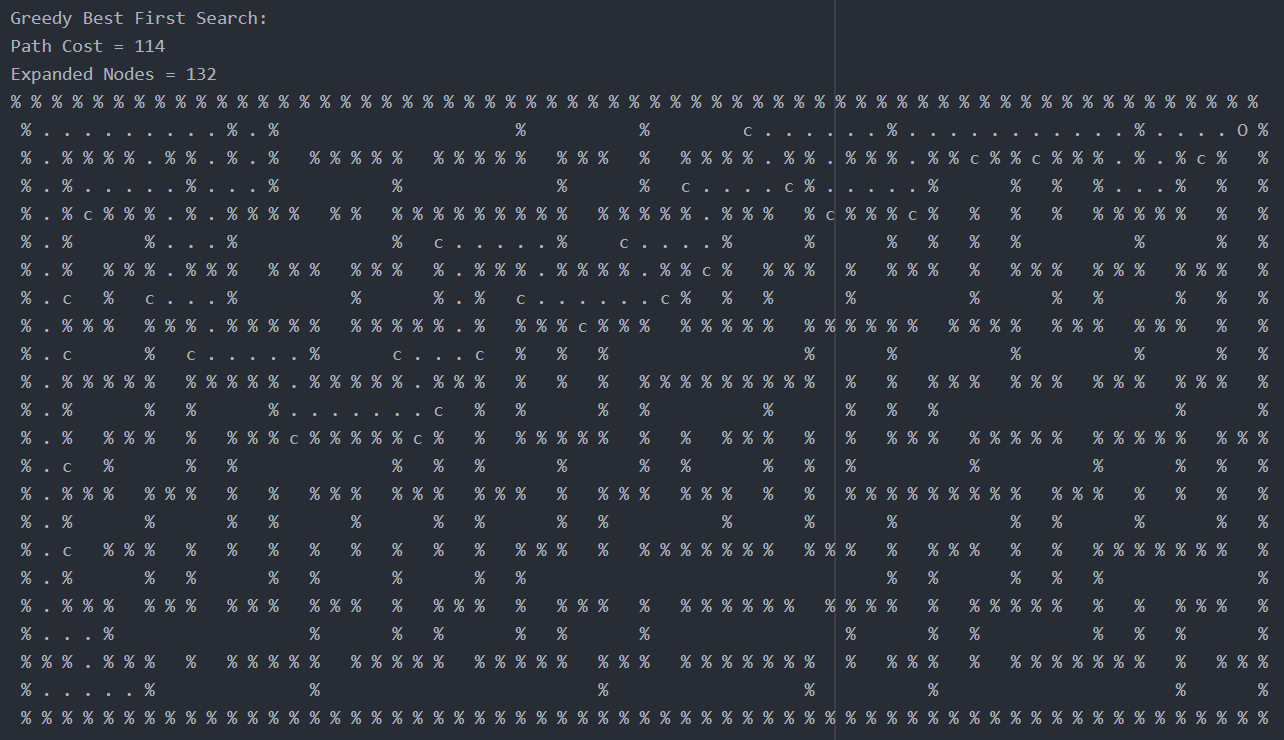 Greedy Best First Search:
Path Cost = 114
Expanded Nodes = 132
% % % % % % % % % % % % % % % % % % % % % % % % % % % % % % % % % % % % % % % % % % % % % % % % % % % % % % % % % % % % %
 % . . . . . . . . . % . %                       %           %         c . . . . . . % . . . . . . . . . . . % . . . . O %
 % . % % % % . % % . % . %   % % % % %   % % % % %   % % %   %   % % % % . % % . % % % . % % c % % c % % % . % . % c %   %
 % . % . . . . . % . . . %           %               %       %   c . . . . c % . . . . . %       %   %   % . . . %   %   %
 % . % c % % % . % . % % % %   % %   % % % % % % % % %   % % % % % . % % %   % c % % % c %   %   %   %   % % % % %   %   %
 % . %       % . . . %               %   c . . . . . %     c . . . . %       %       %   %   %   %           %       %   %
 % . %   % % % . % % %   % % %   % % %   % . % % % . % % % % . % % c %   % % %   %   % % %   %   % % %   % % %   % % %   %
 % . c   %   c . . . %           %       % . %   c . . . . . . c %   %   %       %           %       %   %       %   %   %
 % . % % %   % % % . % % % % %   % % % % % . %   % % % c % % %   % % % % %   % % % % % %   % % % %   % % %   % % %   %   %
 % . c       %   c . . . . . %       c . . . c   %   %   %                   %       %           %           %       %   %
 % . % % % % %   % % % % % . % % % % % . % % %   %   %   %   % % % % % % % % %   %   %   % % %   % % %   % % %   % % %   %
 % . %       %   %       % . . . . . . . c   %   %       %   %           %       %   %   %                       %       %
 % . %   % % %   %   % % % c % % % % % c %   %   % % % % %   %   %   % % %   %   %   % % %   % % % % %   % % % % %   % % %
 % . c   %       %   %               %   %   %       %       %   %       %   %   %           %           %       %   %   %
 % . % % %   % % %   %   %   % % %   % % %   % % %   %   % % %   % % %   %   %   % % % % % % % % %   % % %   %   %   %   %
 % . %       %       %   %       %       %   %       %   %           %       %       %           %           %       %   %
 % . c   % % %   %   %   %   %   %   %   %   %   % % %   %   % % % % % % %   % % %   %   % % %   %   %   % % % % % % %   %
 % . %       %   %       %   %       %       %   %                                   %   %       %   %   %               %
 % . % % %   % % %   % % %   % % %   %   % % %   %   % % %   %   % % % % % %   % % % %   %   % % % % %   %   %   % % %   %
 % . . . %                   %       %   %       %   %       %                   %       %   %           %   %   %       %
 % % % . % % %   %   % % % % %   % % % % %   % % % % %   % % %   % % % % % % %   %   % % %   %   % % % % % % %   %   % % %
 % . . . . . %               %                           %                   %           %                       %       %
 % % % % % % % % % % % % % % % % % % % % % % % % % % % % % % % % % % % % % % % % % % % % % % % % % % % % % % % % % % % % %